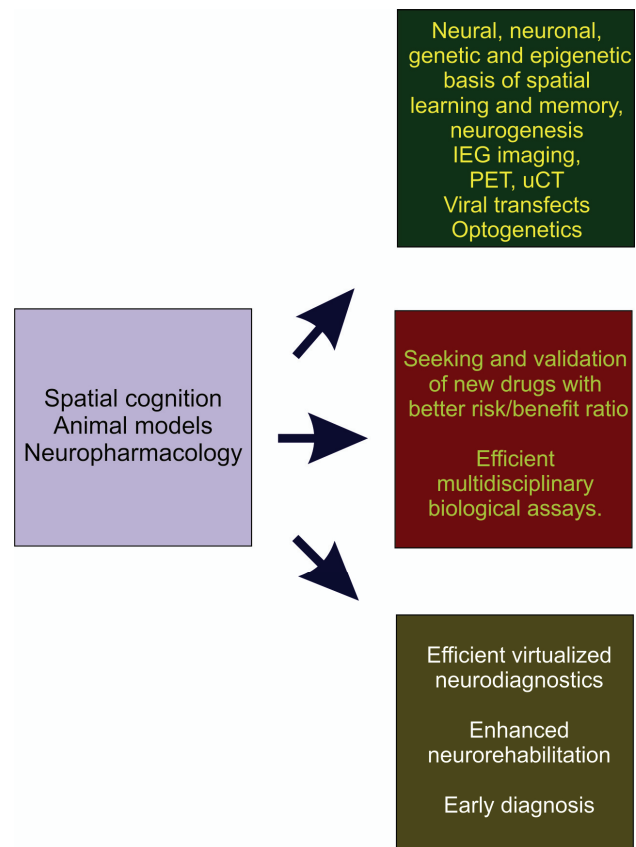 Neural, neuronal,
genetic and epigenetic
basis of spatial
learning and memory,
neurogenesis
IEG imaging,
PET, uCT
Viral transfects
Optogenetics
Spatial cognition
Animal models
Neuropharmacology
Seeking and validation
of new drugs with
better risk/benefit ratio
Efficient
multidisciplinary
biological assays.
Efficient virtualized
neurodiagnostics
Enhanced
neurorehabilitation
Early diagnosis